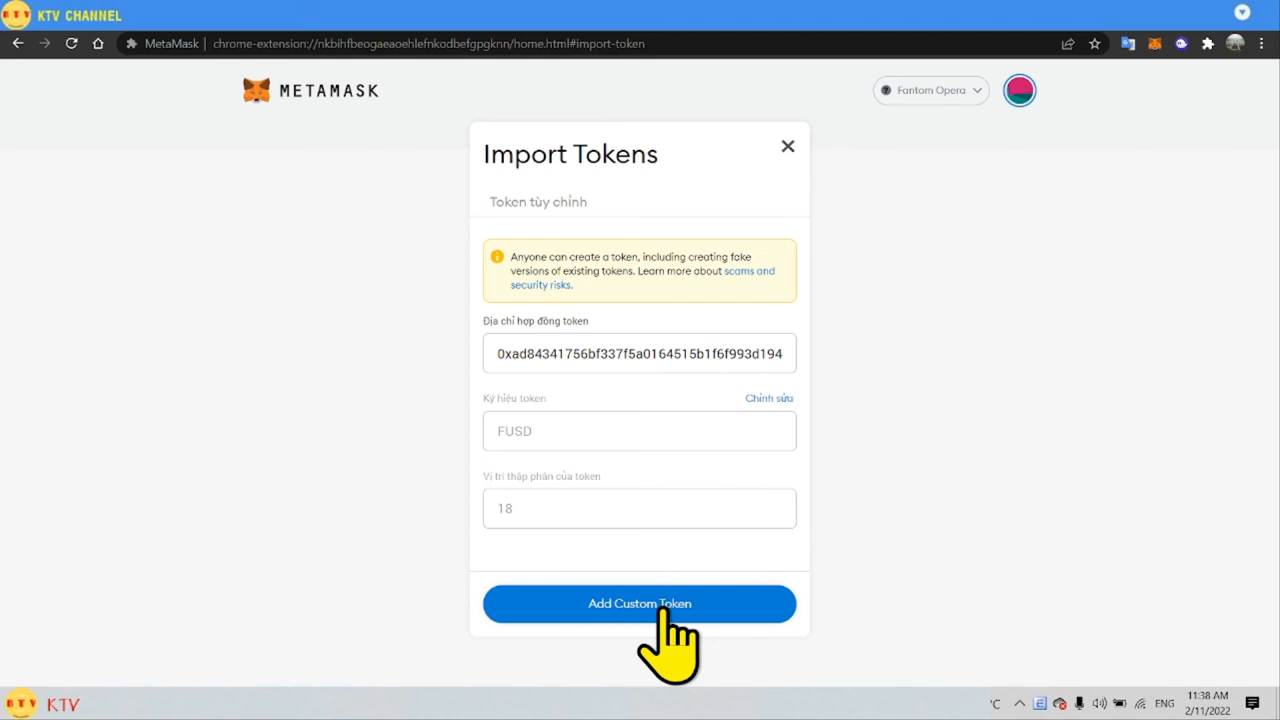 KTV KTV CHANNEL
MetaMask chrome-extension://nkbihfbeogaeaoehlefnkodbefgpgknn/home.html#import-token
METAMASK
Fantom Opera
Import Tokens
Token tùy chỉnh
Anyone can create a token, including creating fake
versions of existing tokens. Learn more about scams and
security risks.
Địa chỉ hợp đồng token
0xad84341756bf337f5a0164515b1f6f993d194
Ký hiệu token
Chỉnh sửa
FUSD
Vị trí thập phân của token
18
Add Custom Token
KTV KTV
°C
ENG
11:38 AM
2/11/2022